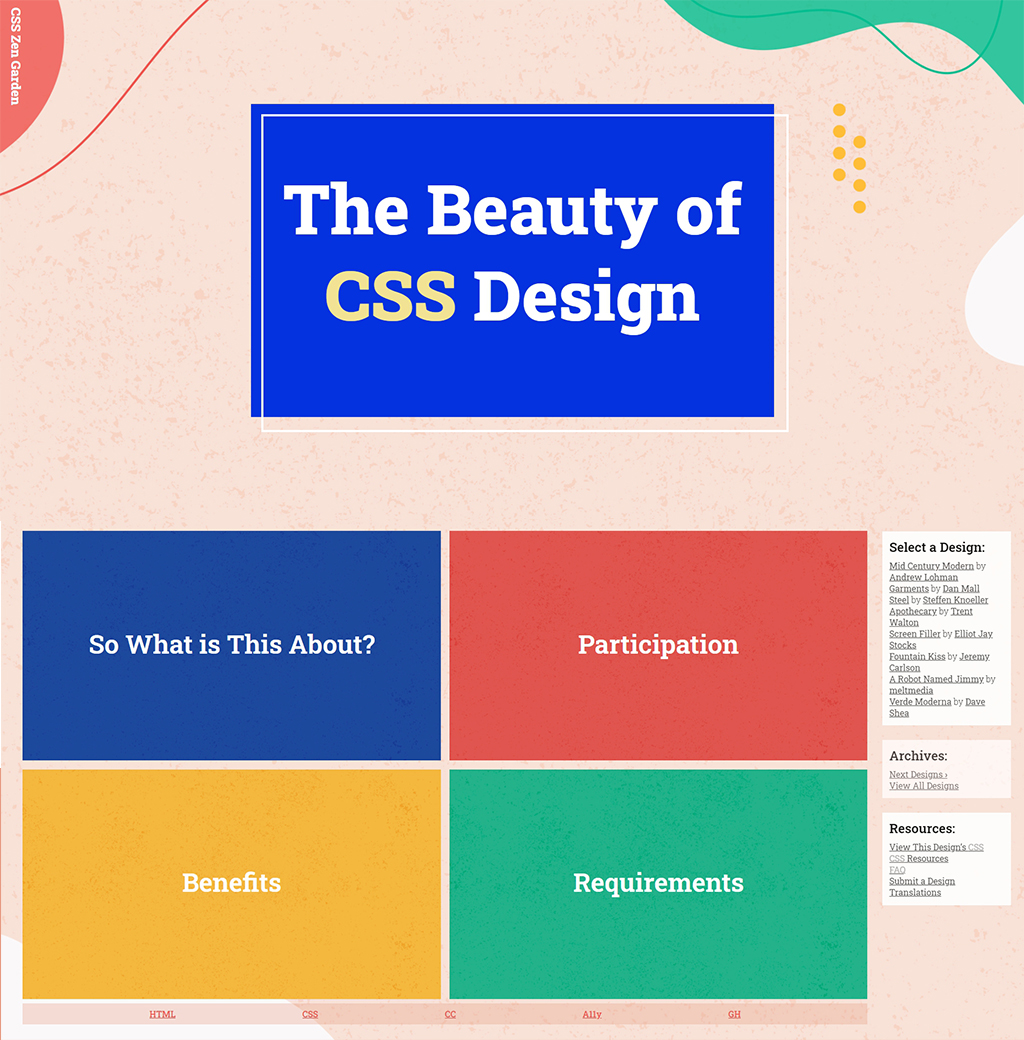 CSS Zen Garden
The Beauty of
CSS Design
So What is This About?
Participation
Benefits
Requirements
Select a Design:
Mid Century Modern by
Andrew Lohman
Garments by Dan Mall
Steel by Steffen Knoeller
Apothecary by Trent
Walton
Screen Filler by Elliot Jay
Stocks
Fountain Kiss by Jeremy
Carlson
A Robot Named Jimmy by
meltmedia
Verde Moderna by Dave
Shea
Archives:
Next Designs ›
View All Designs
Resources:
View This Design's CSS
CSS Resources
FAQ
Submit a Design
Translations
HTML
CSS
CC
A11y
GH